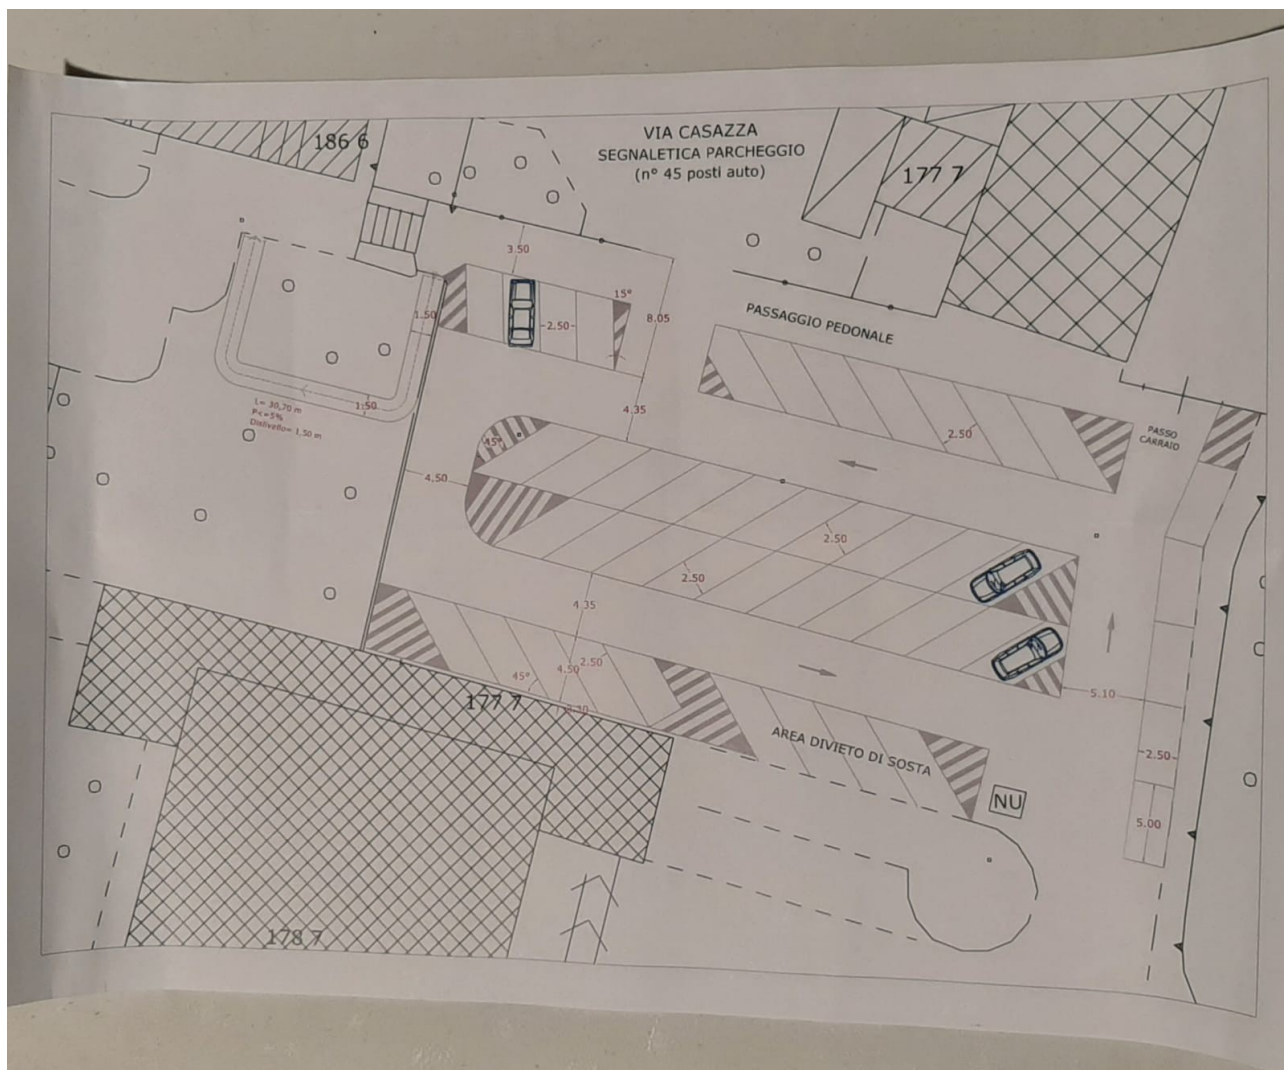 186 6
VIA CASAZZA
SEGNALETICA PARCHEGGIO
(n° 45 posti auto)
177 7
3.50
15°
8.05
1.50
2.50
PASSAGGIO PEDONALE
1.50
L= 30,70 m
P<=5%
Dislivello= 1,50 m
4.35
2.50
PASSO
CARRAIO
45°
4.50
2.50
2.50
4.35
4.50
2.50
45°
177 7
5.10
AREA DIVIETO DI SOSTA
2.50
NU
5.00
178 7